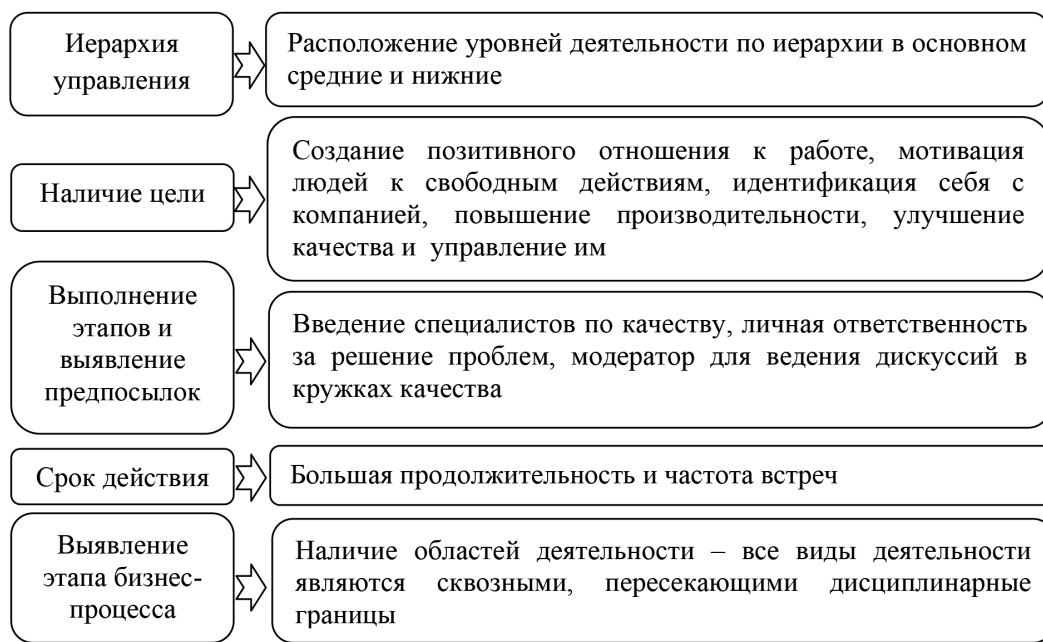 Иерархия
управления
Расположение уровней деятельности по иерархии в основном
средние и нижние
Наличие цели
Создание позитивного отношения к работе, мотивация
людей к свободным действиям, идентификация себя с
компанией, повышение производительности, улучшение
качества и управление им
Выполнение
этапов и
выявление
предпосылок
Введение специалистов по качеству, личная ответственность
за решение проблем, модератор для ведения дискуссий в
кружках качества
Срок действия
Большая продолжительность и частота встреч
Выявление
этапа бизнес-
процесса
Наличие областей деятельности – все виды деятельности
являются сквозными, пересекающими дисциплинарные
границы